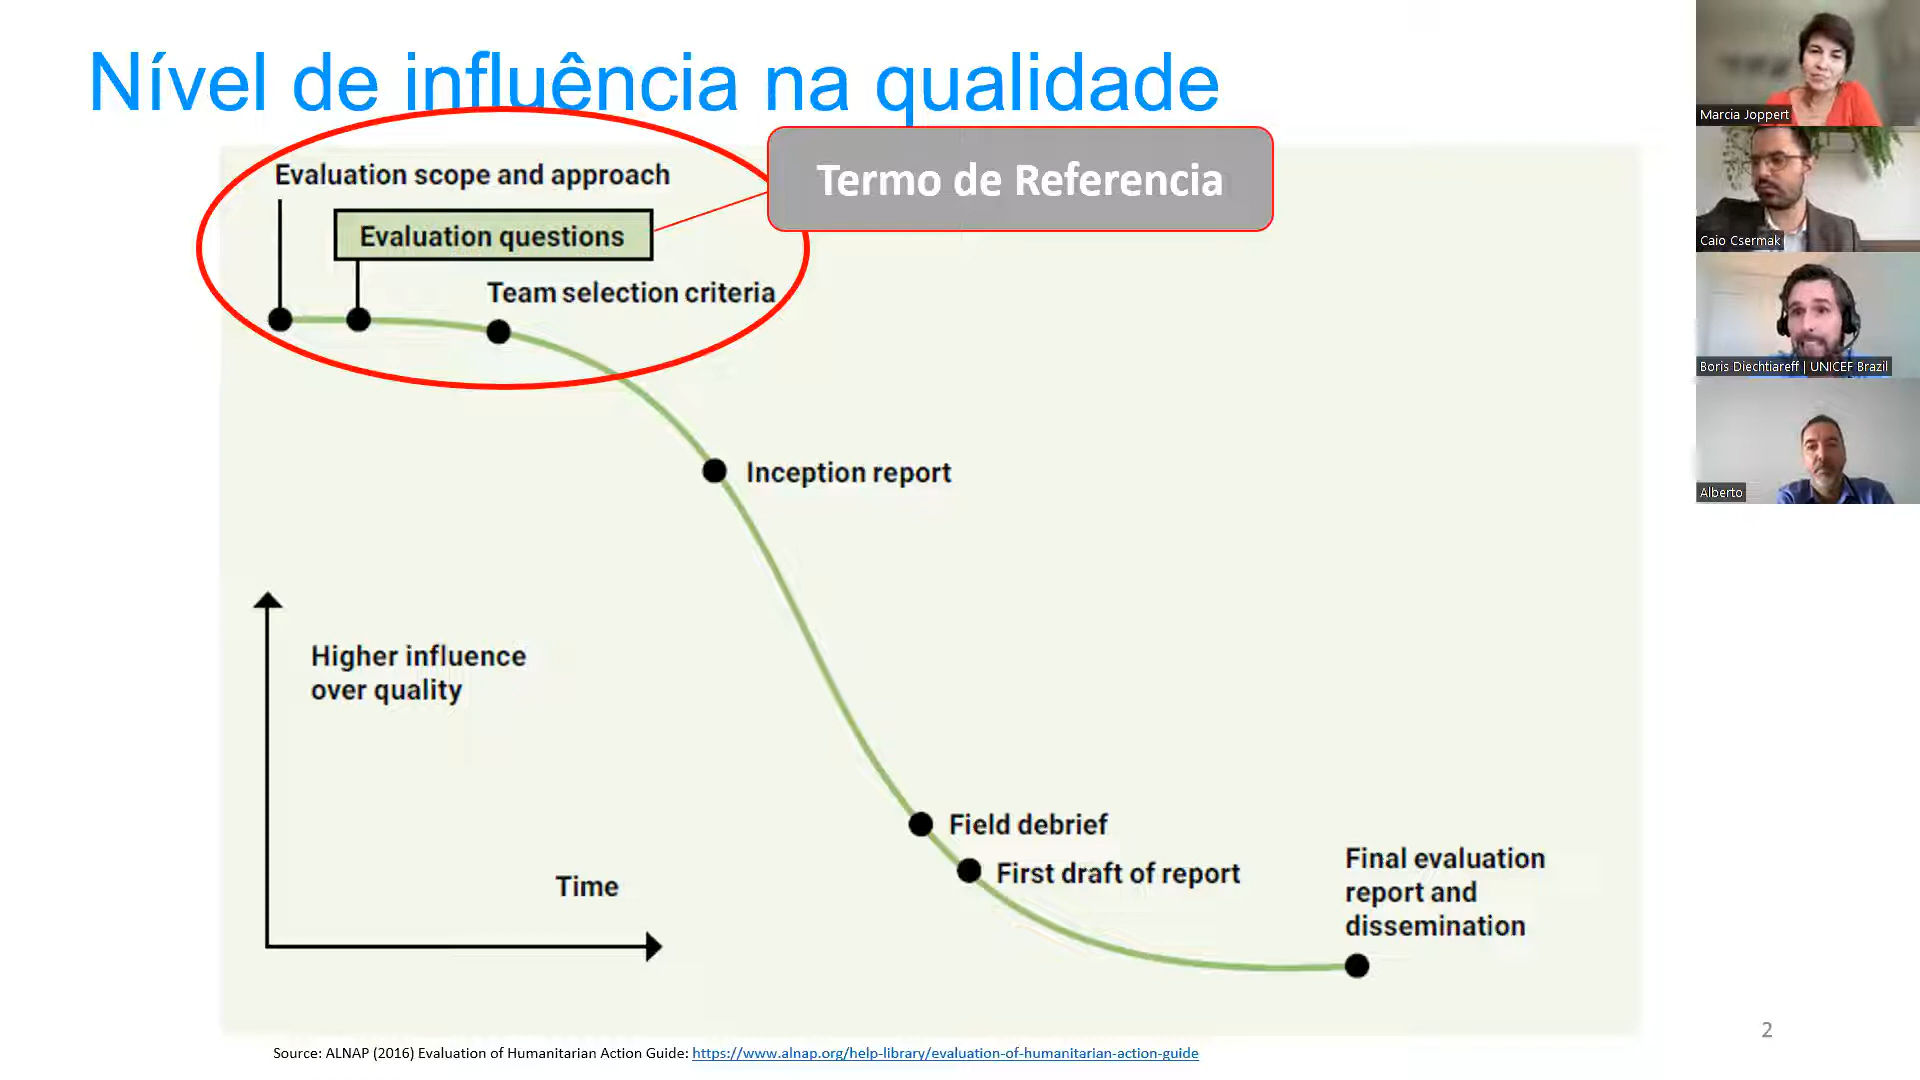 Nível de influência na qualidade
Evaluation scope and approach
Termo de Referencia
Evaluation questions
Team selection criteria
Inception report
Higher influence
over quality
Time
Field debrief
First draft of report
Final evaluation
report and
dissemination
Source: ALNAP (2016) Evaluation of Humanitarian Action Guide: https://www.alnap.org/help-library/evaluation-of-humanitarian-action-guide
2
Marcia Joppert
Caio Csermak
Boris Diechtiareff | UNICEF Brazil
Alberto